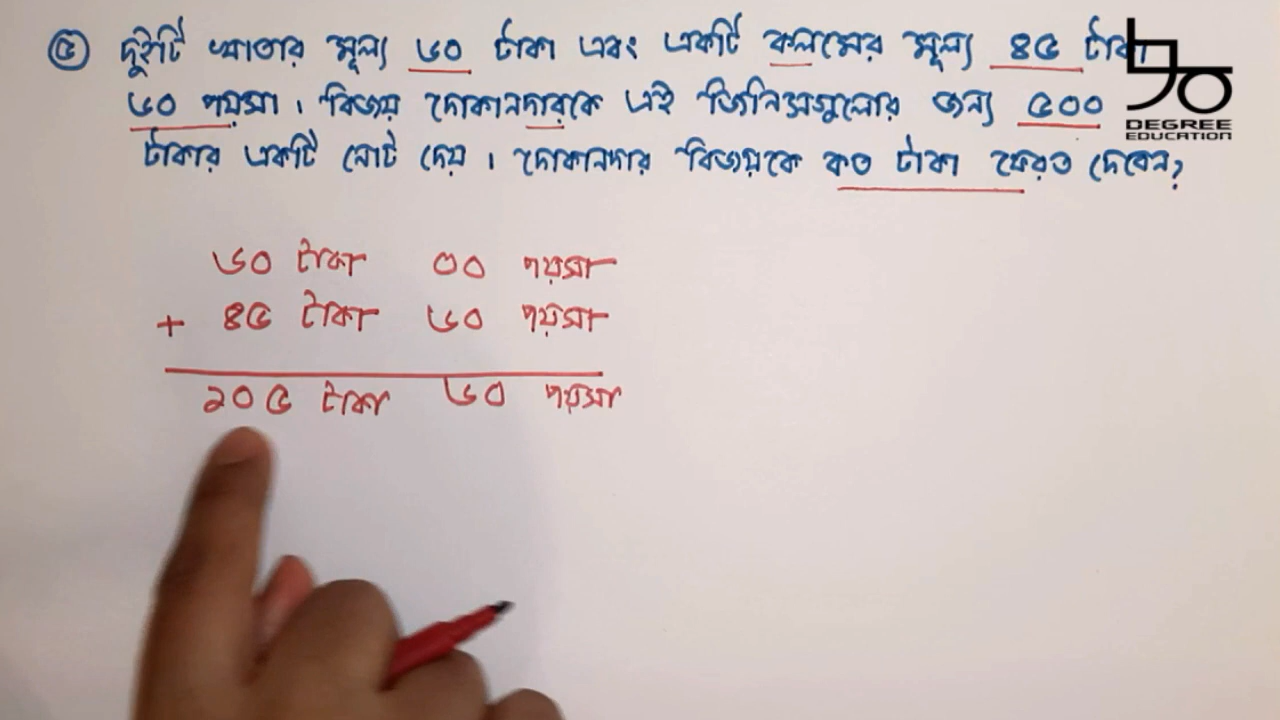 ৫ দুইটি খাতার মূল্য ৬০ টাকা এবং একটি কলমের মূল্য ৪৫ টাকা
৬০ পয়সা। বিজয় দোকানদারকে এই জিনিসগুলোর জন্য ৫০০
টাকার একটি নোট দেয়। দোকানদার বিজয়কে কত টাকা ফেরত দেবেন?
DEGREE
EDUCATION
৬০ টাকা ০০ পয়সা
+ ৪৫ টাকা ৬০ পয়সা
১০৫ টাকা ৬০ পয়সা